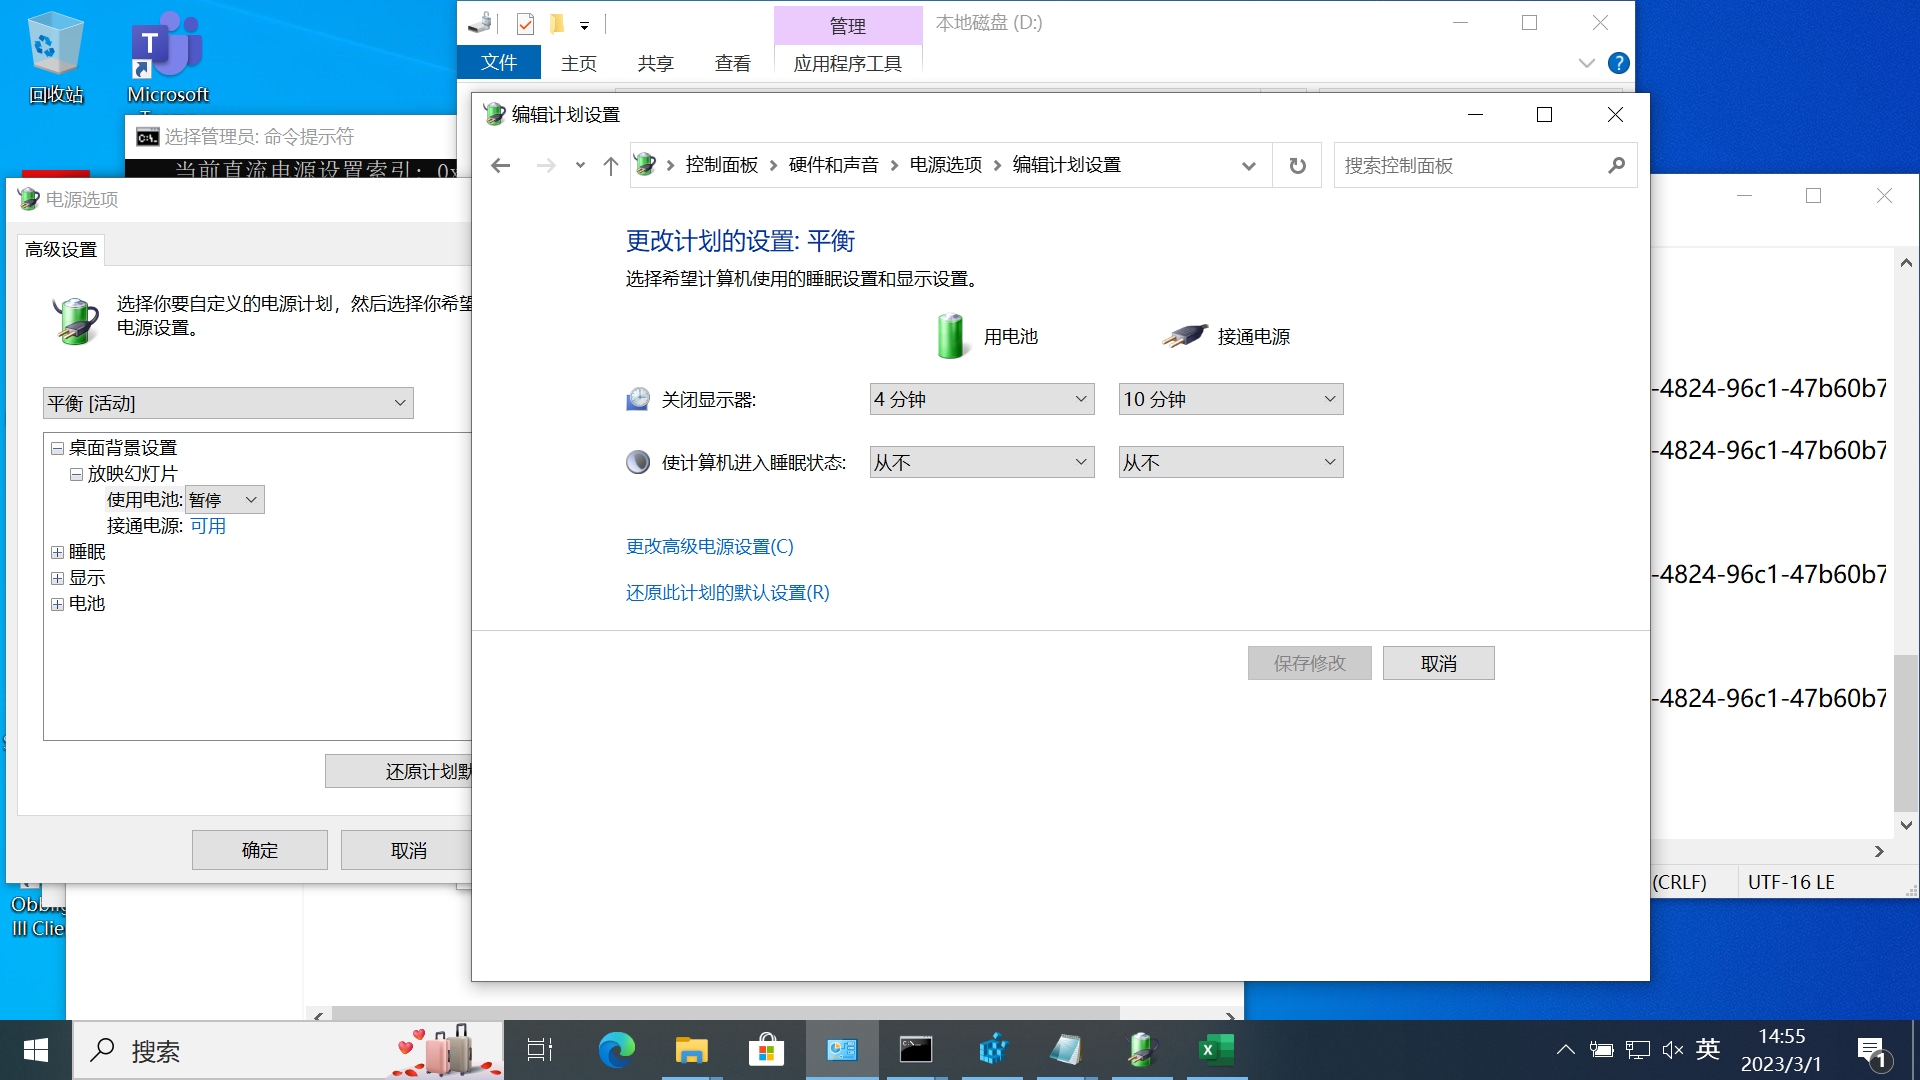 回收站
Microsoft
管理
本地磁盘 (D:)
文件
主页
共享
查看
应用程序工具
选择管理员: 命令提示符
当前直流电源设置索引: 0x
编辑计划设置
控制面板
硬件和声音
电源选项
编辑计划设置
搜索控制面板
电源选项
高级设置
选择你要自定义的电源计划，然后选择你希望
电源设置。
平衡 [活动]
桌面背景设置
放映幻灯片
使用电池: 暂停
接通电源: 可用
睡眠
显示
电池
还原计划默
确定
取消
更改计划的设置: 平衡
选择希望计算机使用的睡眠设置和显示设置。
用电池
接通电源
关闭显示器:
4 分钟
10 分钟
使计算机进入睡眠状态:
从不
从不
更改高级电源设置(C)
还原此计划的默认设置(R)
保存修改
取消
-4824-96c1-47b60b7
-4824-96c1-47b60b7
-4824-96c1-47b60b7
-4824-96c1-47b60b7
(CRLF)
UTF-16 LE
III Clie
搜索
英
14:55
2023/3/1
1